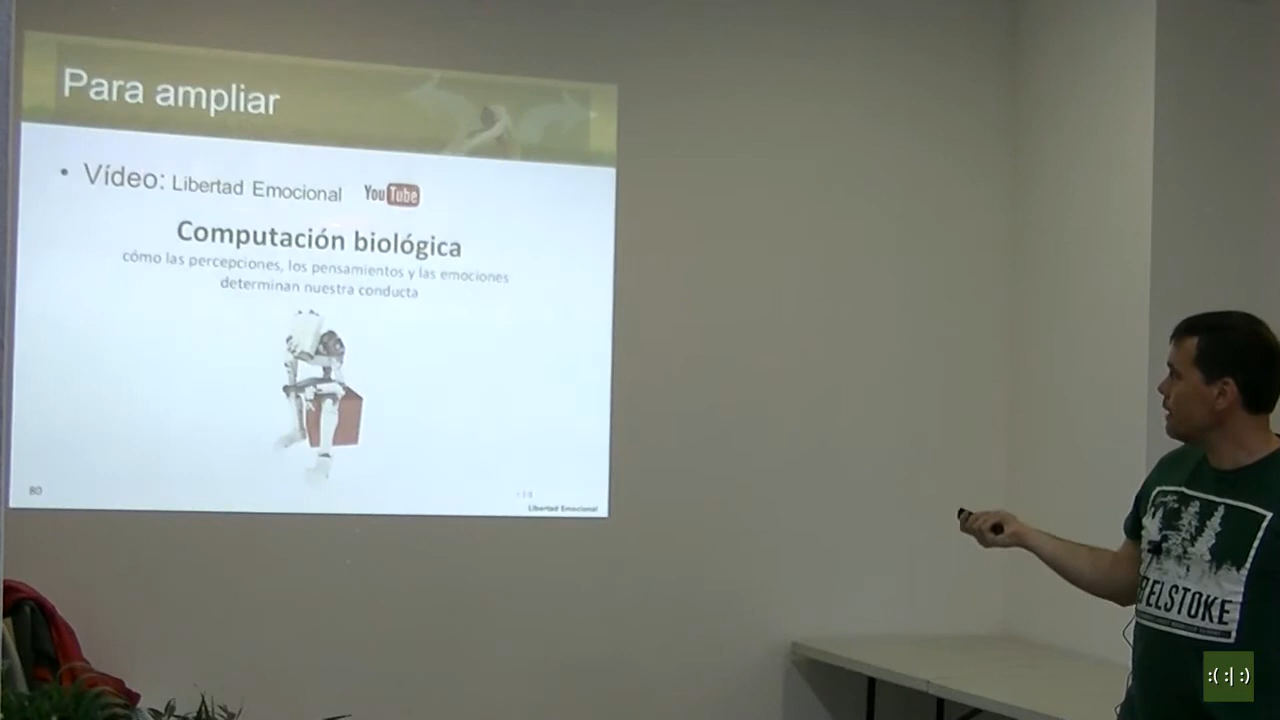 Para ampliar
• Vídeo: Libertad Emocional YouTube
Computación biológica
cómo las percepciones, los pensamientos y las emociones
determinan nuestra conducta
80
Libertad Emocional
ELSTOKE
:( :| :)